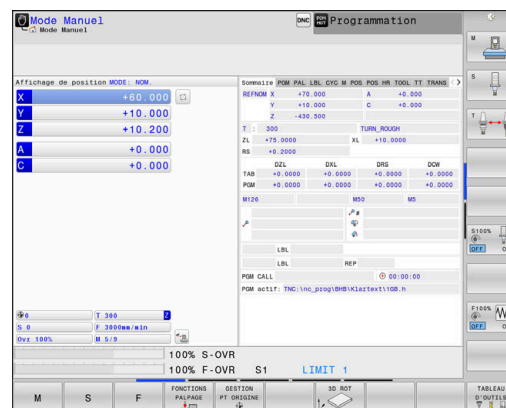 Mode Manuel
Mode Manuel
DNC
Programmation
Affichage de position MODE: NOM.
X +60.000
Y +10.000
Z +10.200
A +0.000
C +0.000
0 T 300 Z
S 0 F 3000mm/min
Ovr 100% M 5/9
Sommaire PGM PAL LBL CYC M POS POS HR TOOL TT TRANS
REFNOM X +70.000 A +0.000
Y +10.000 C +0.000
Z -430.500
T : 300 TURN_ROUGH
ZL +75.0000 XL +10.0000
RS +0.2000
DZL DXL DRS DCW
TAB +0.0000 +0.0000 +0.0000 +0.0000
PGM +0.0000 +0.0000 +0.0000 +0.0000
M126 M50 M5
LBL
LBL REP
PGM CALL 00:00:00
PGM actif: TNC:\nc_prog\BHB\Klartext\1GB.h
100% S-OVR
100% F-OVR S1 LIMIT 1
M
S
F
FONCTIONS PALPAGE
GESTION PT ORIGINE
3D ROT
TABLEAU D'OUTILS
M
S
T
S100%
OFF
F100%
OFF